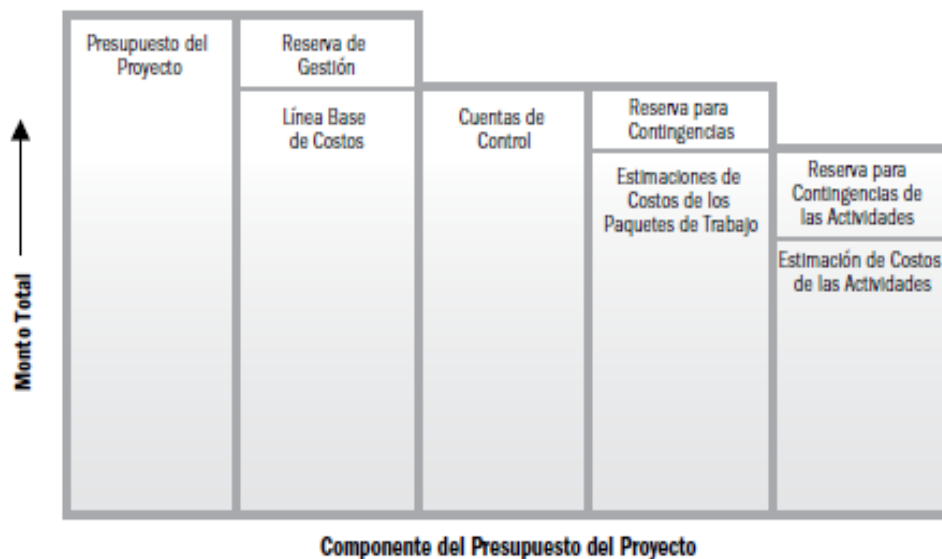 Presupuesto del
Proyecto
Reserva de
Gestión
Línea Base
de Costos
Cuentas de
Control
Reserva para
Contingencias
Estimaciones de
Costos de los
Paquetes de Trabajo
Reserva para
Contingencias de
las Actividades
Estimación de Costos
de las Actividades
Monto Total
Componente del Presupuesto del Proyecto